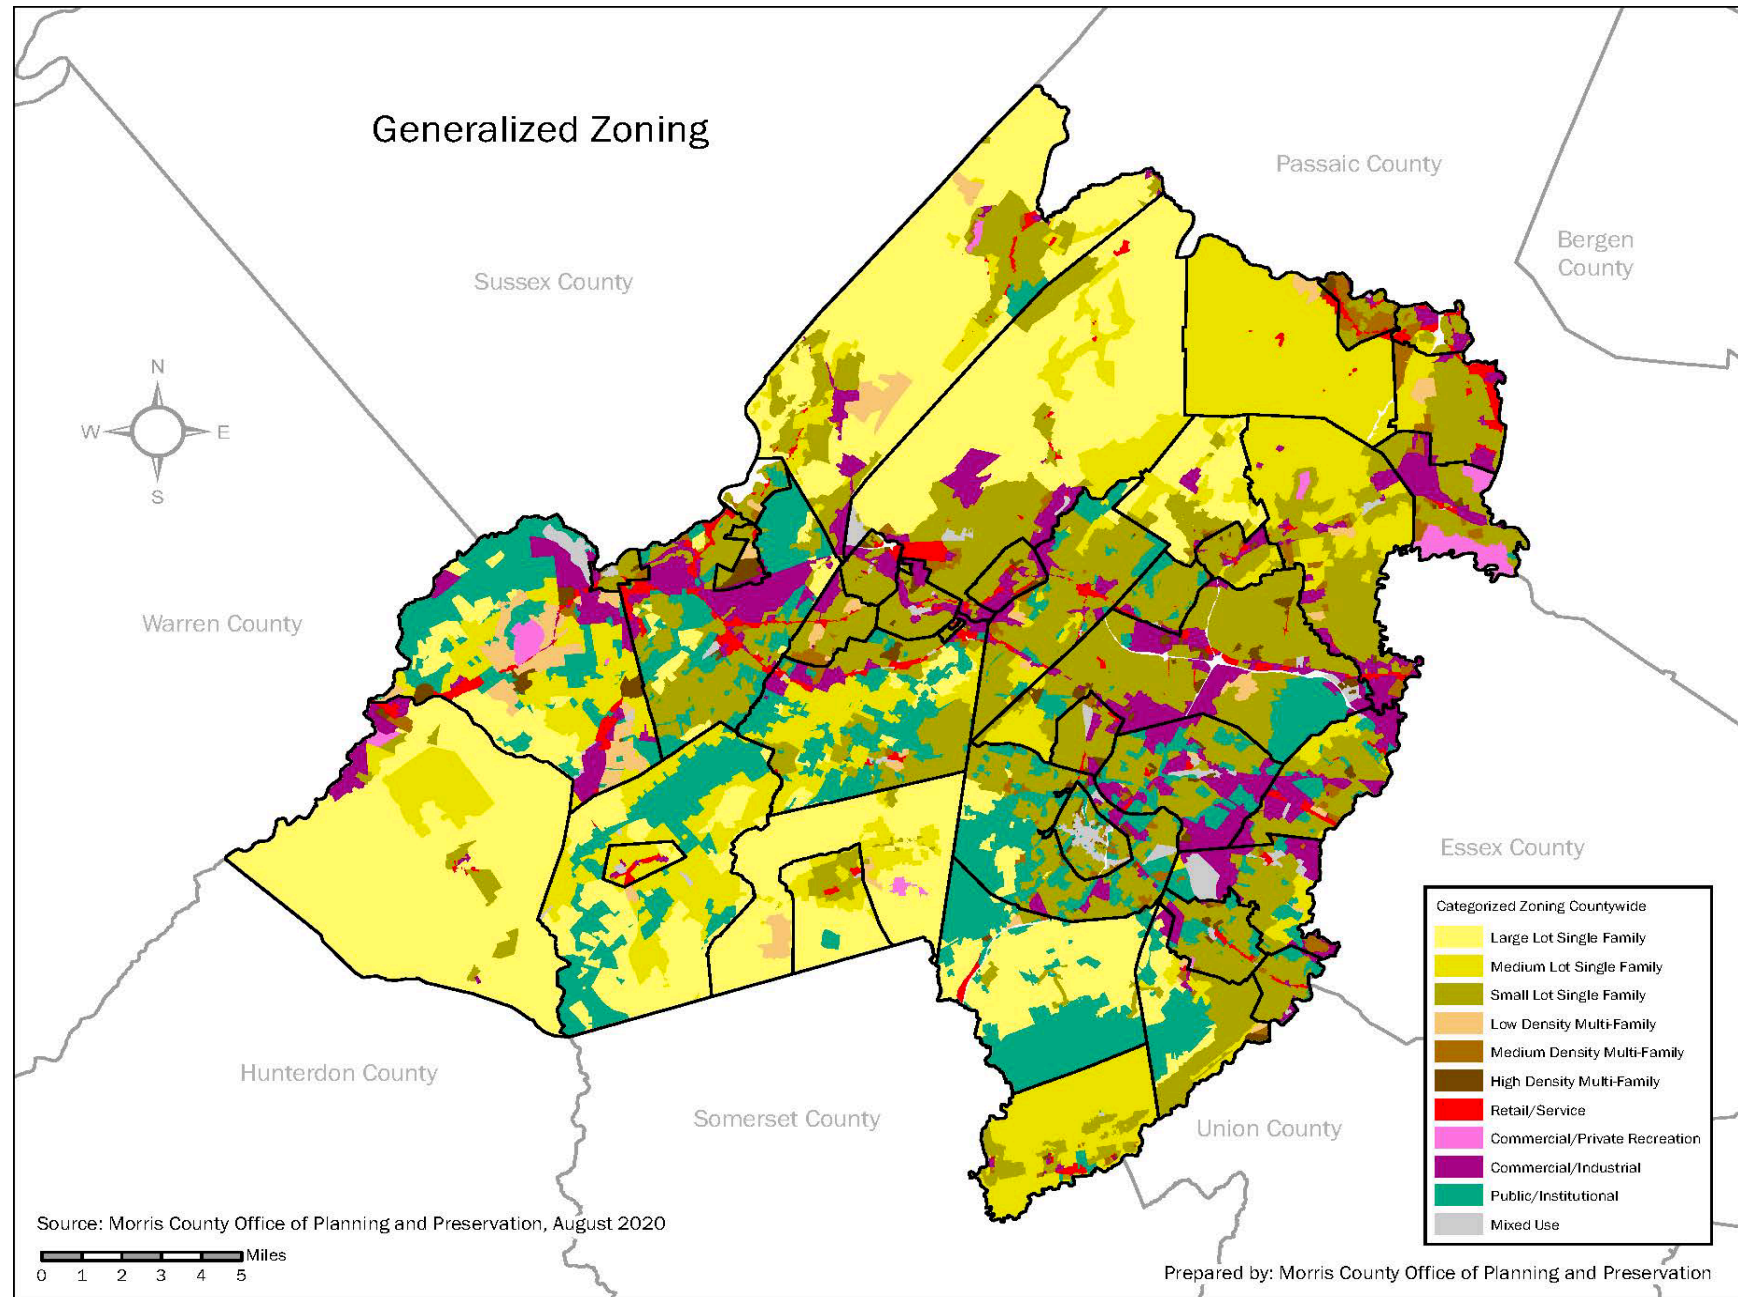 Generalized Zoning
Passaic County
Bergen
County
Sussex County
N
W
E
S
Warren County
Essex County
Hunterdon County
Somerset County
Union County
Categorized Zoning Countywide
Large Lot Single Family
Medium Lot Single Family
Small Lot Single Family
Low Density Multi-Family
Medium Density Multi-Family
High Density Multi-Family
Retail/Service
Commercial/Private Recreation
Commercial/Industrial
Public/Institutional
Mixed Use
Source: Morris County Office of Planning and Preservation, August 2020
Miles
0 1 2 3 4 5
Prepared by: Morris County Office of Planning and Preservation